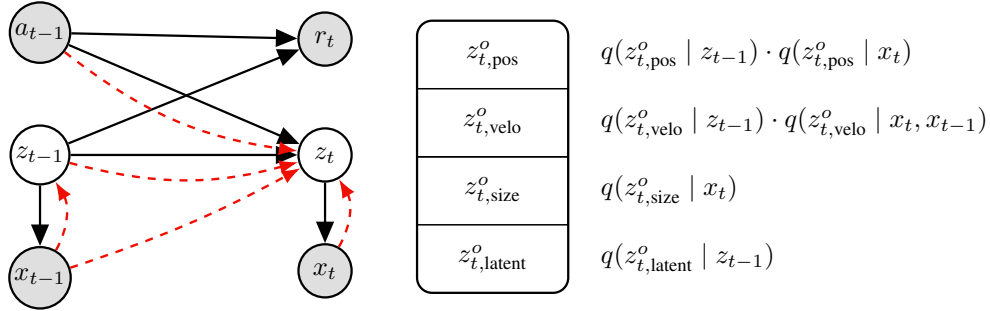 a_{t−1}
r_t
z_{t−1}
z_t
x_{t−1}
x_t
z^o_{t,pos} q(z^o_{t,pos} | z_{t−1}) · q(z^o_{t,pos} | x_t)
z^o_{t,velo} q(z^o_{t,velo} | z_{t−1}) · q(z^o_{t,velo} | x_t, x_{t−1})
z^o_{t,size} q(z^o_{t,size} | x_t)
z^o_{t,latent} q(z^o_{t,latent} | z_{t−1})